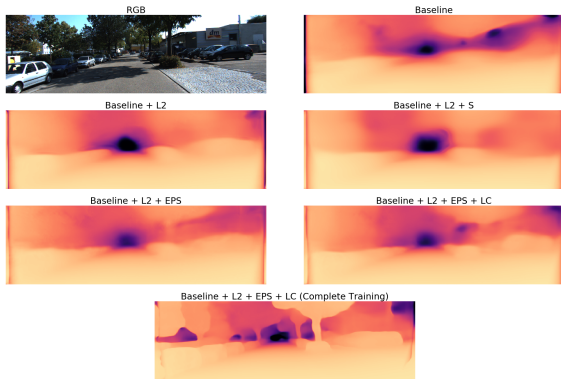 RGB
Baseline
Baseline + L2
Baseline + L2 + S
Baseline + L2 + EPS
Baseline + L2 + EPS + LC
Baseline + L2 + EPS + LC (Complete Training)